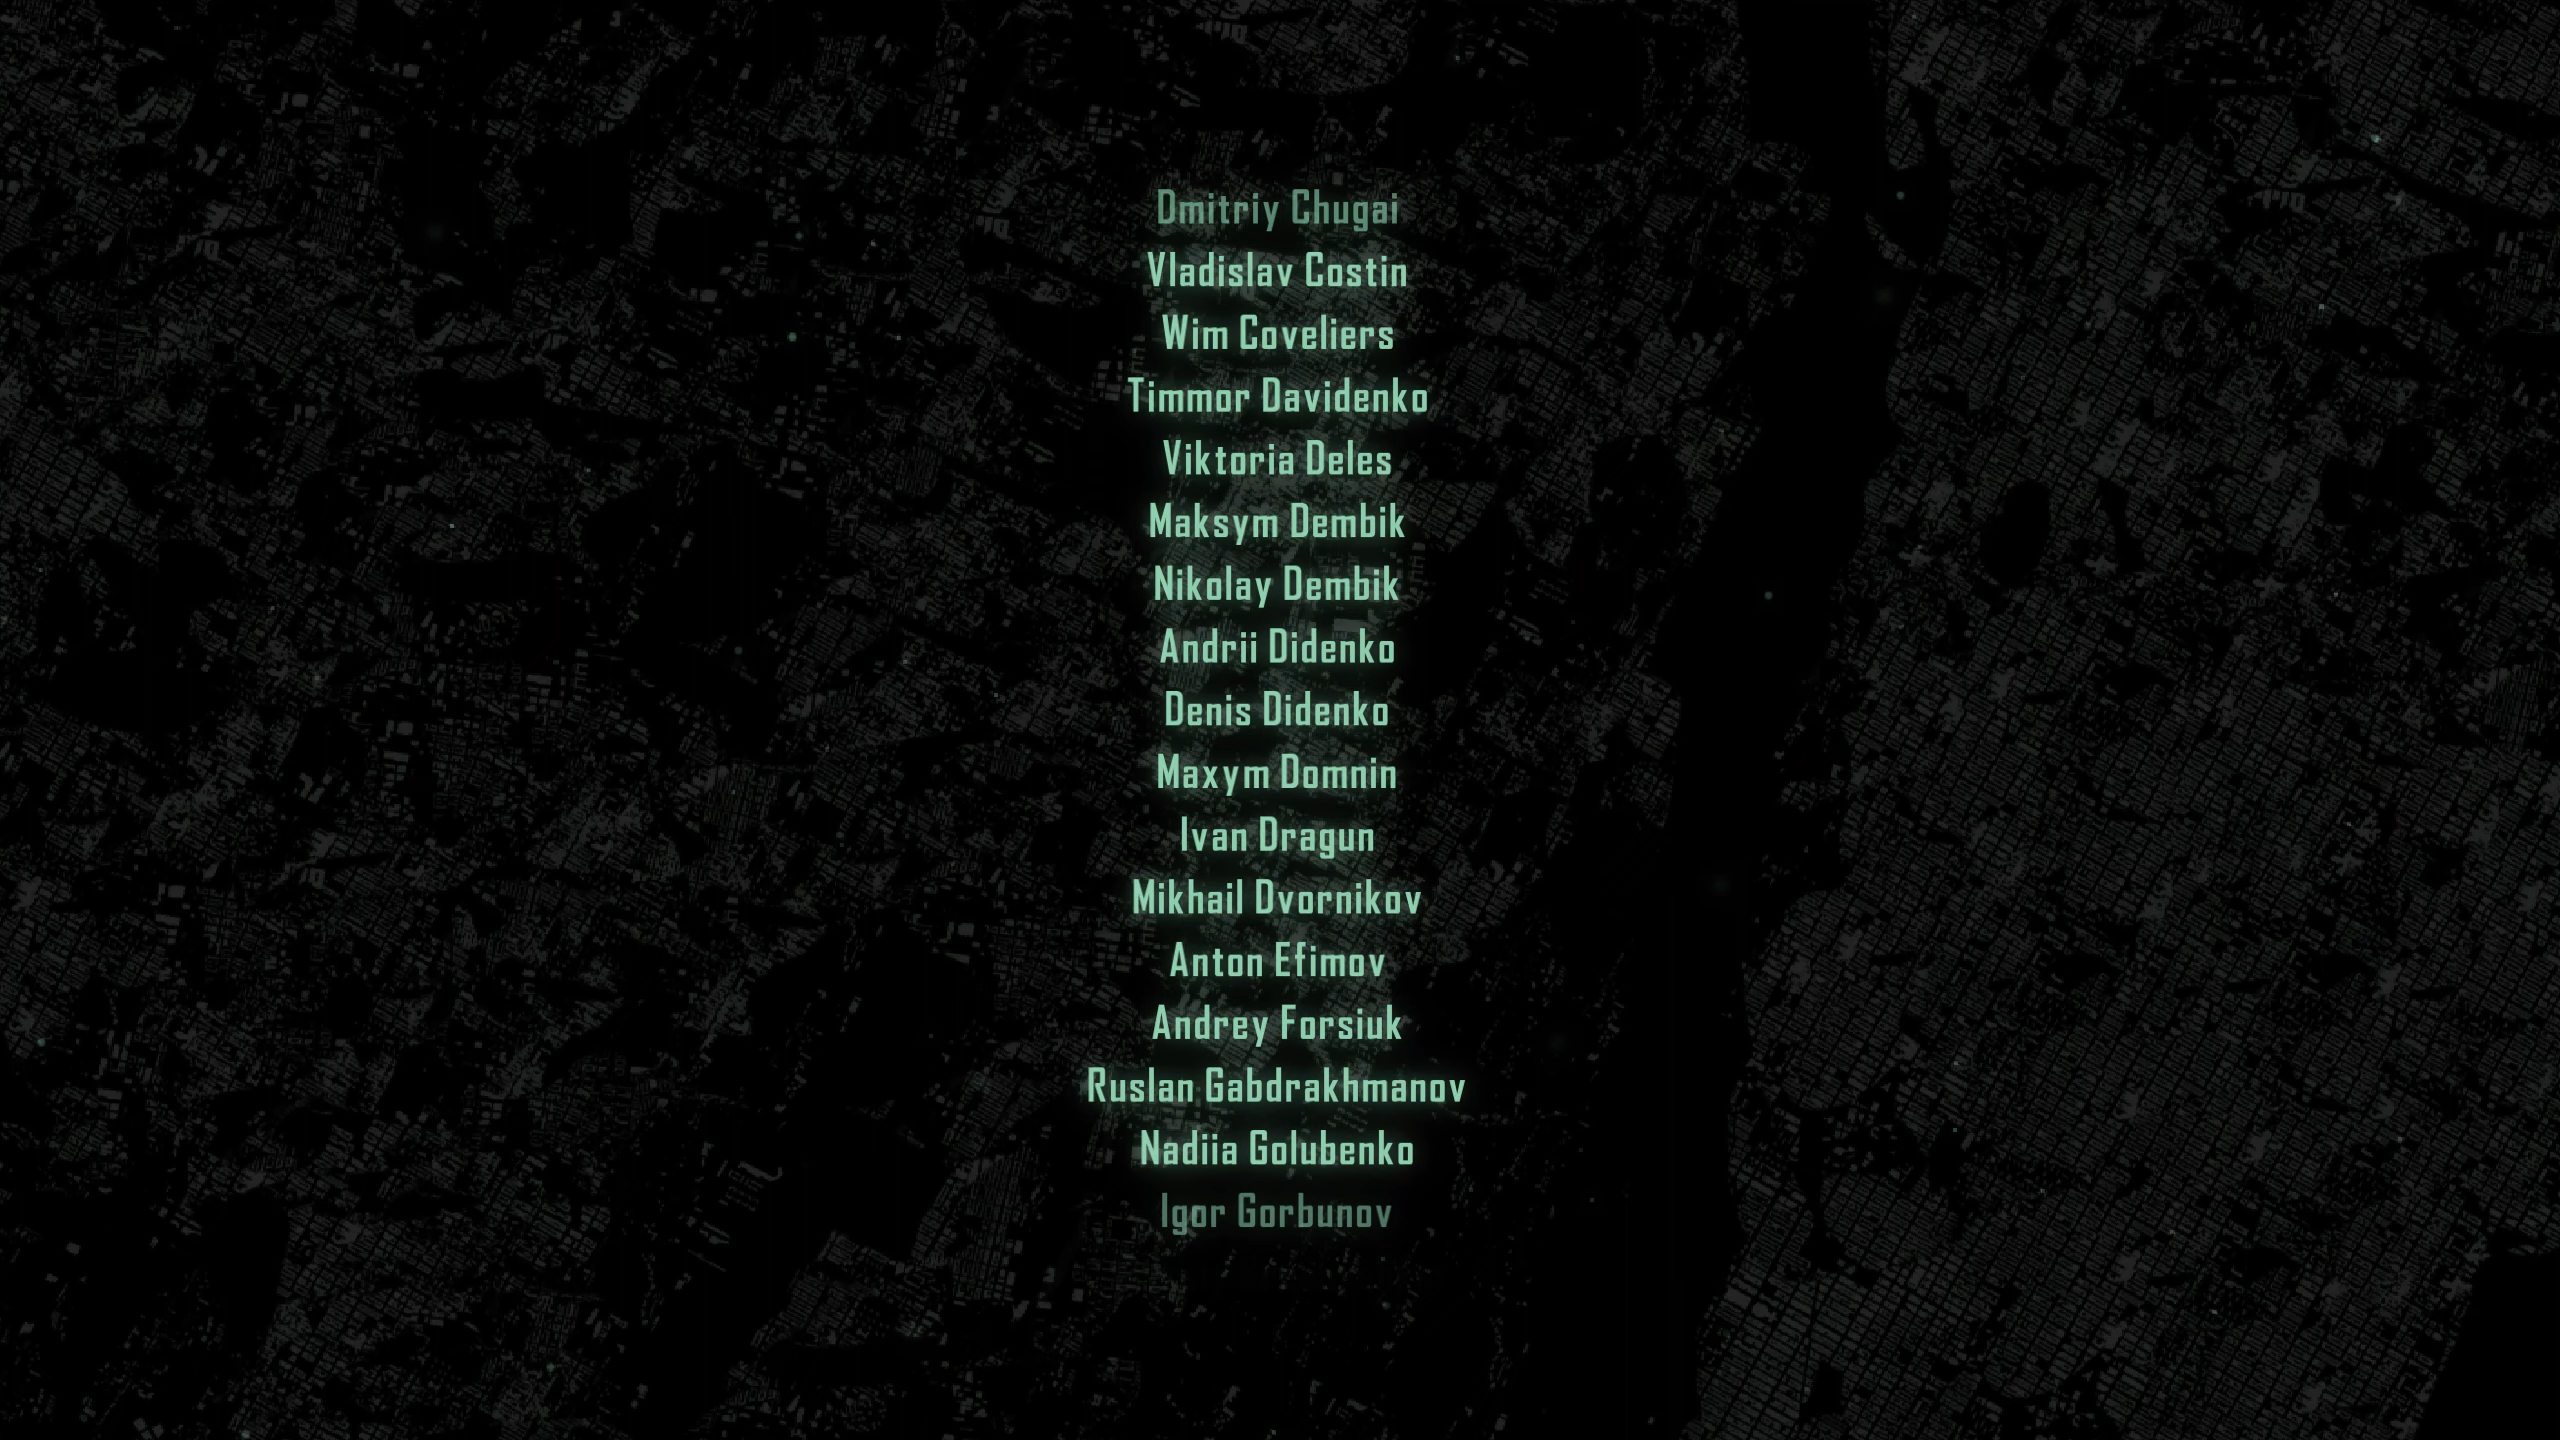 Dmitriy Chugai
Vladislav Costin
Wim Coveliers
Timmor Davidenko
Viktoria Deles
Maksym Dembik
Nikolay Dembik
Andrii Didenko
Denis Didenko
Maxym Domnin
Ivan Dragun
Mikhail Dvornikov
Anton Efimov
Andrey Forsiuk
Ruslan Gabdrakhmanov
Nadiia Golubenko
Igor Gorbunov